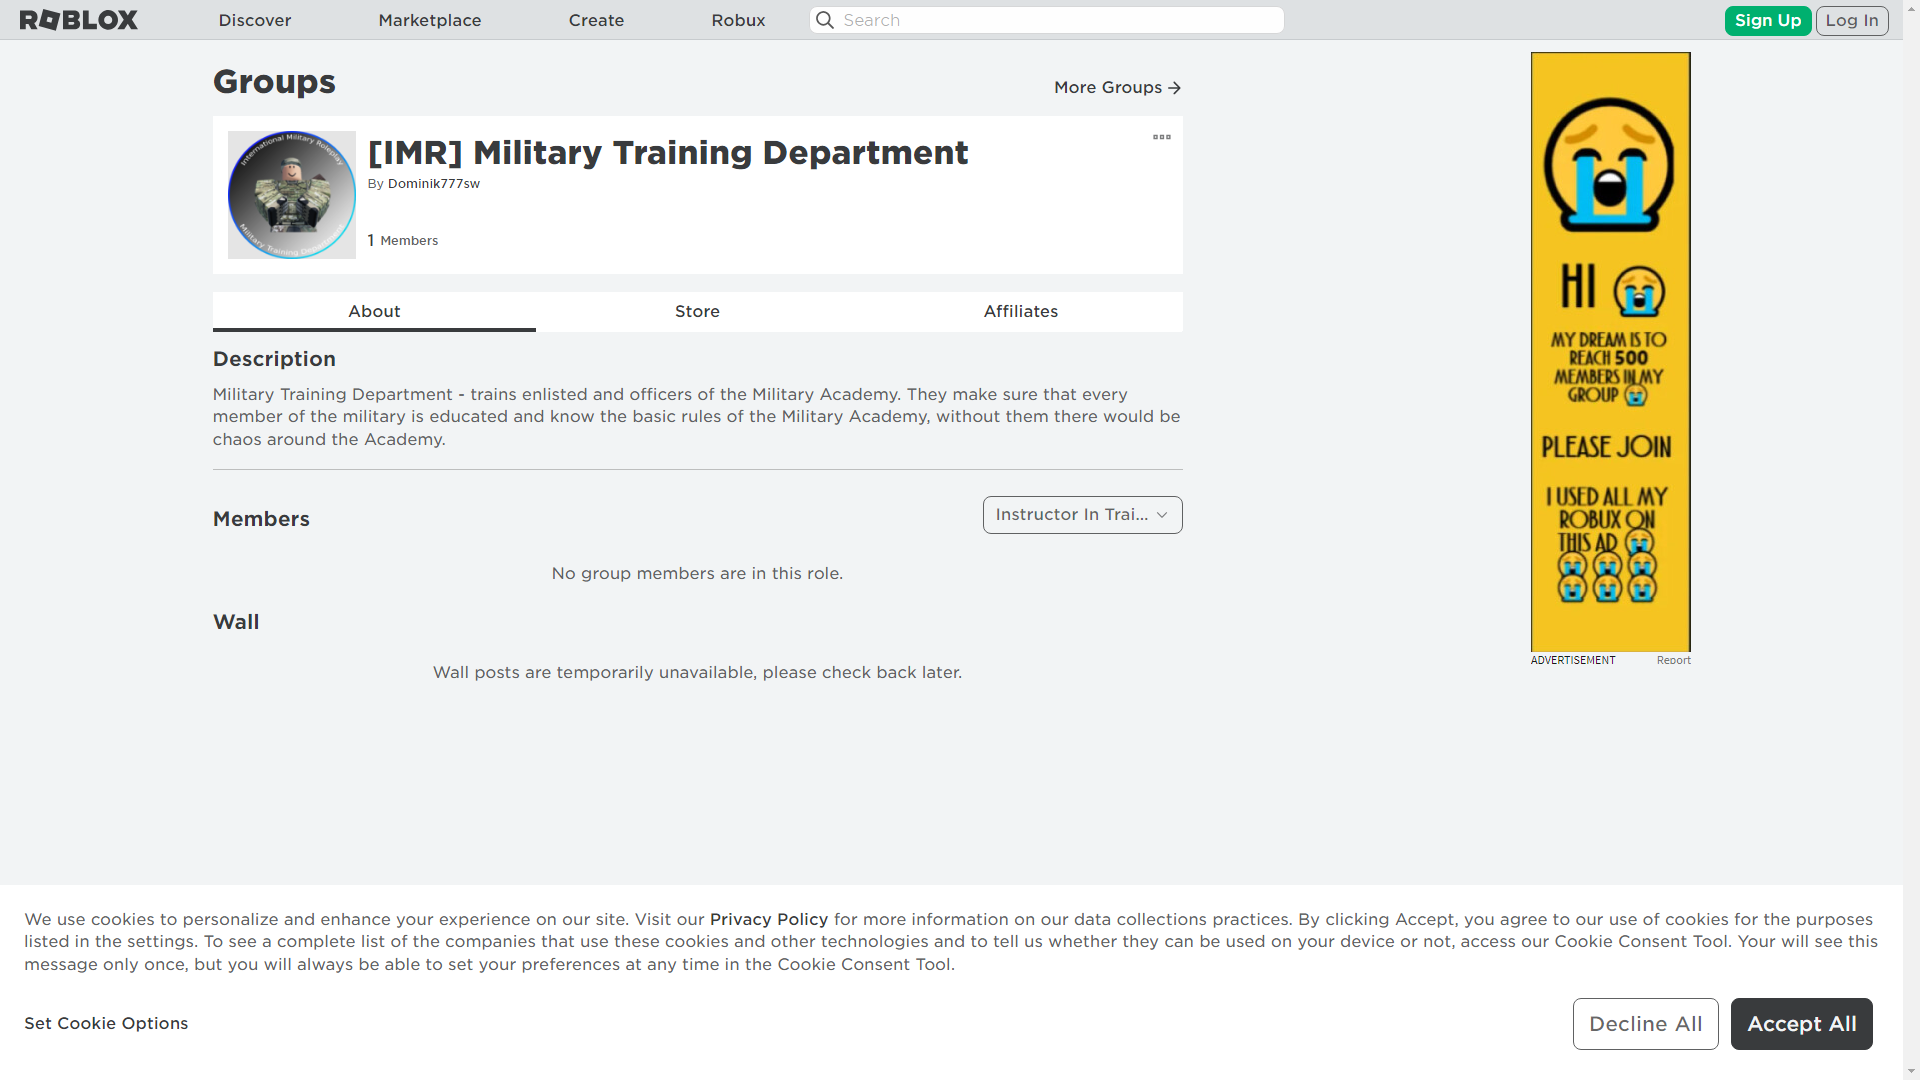 ROBLOX
Discover
Marketplace
Create
Robux
Search
Sign Up
Log In
Groups
More Groups
International Military Roleplay
Military Training Department
[IMR] Military Training Department
By Dominik777sw
1 Members
About
Store
Affiliates
Description
Military Training Department - trains enlisted and officers of the Military Academy. They make sure that every
member of the military is educated and know the basic rules of the Military Academy, without them there would be
chaos around the Academy.
Members
Instructor In Trai...
No group members are in this role.
Wall
Wall posts are temporarily unavailable, please check back later.
HI
MY DREAM IS TO
REACH 500
MEMBERS IN MY
GROUP
PLEASE JOIN
I USED ALL MY
ROBUX ON
THIS AD
ADVERTISEMENT
Report
We use cookies to personalize and enhance your experience on our site. Visit our Privacy Policy for more information on our data collections practices. By clicking Accept, you agree to our use of cookies for the purposes
listed in the settings. To see a complete list of the companies that use these cookies and other technologies and to tell us whether they can be used on your device or not, access our Cookie Consent Tool. Your will see this
message only once, but you will always be able to set your preferences at any time in the Cookie Consent Tool.
Set Cookie Options
Decline All
Accept All